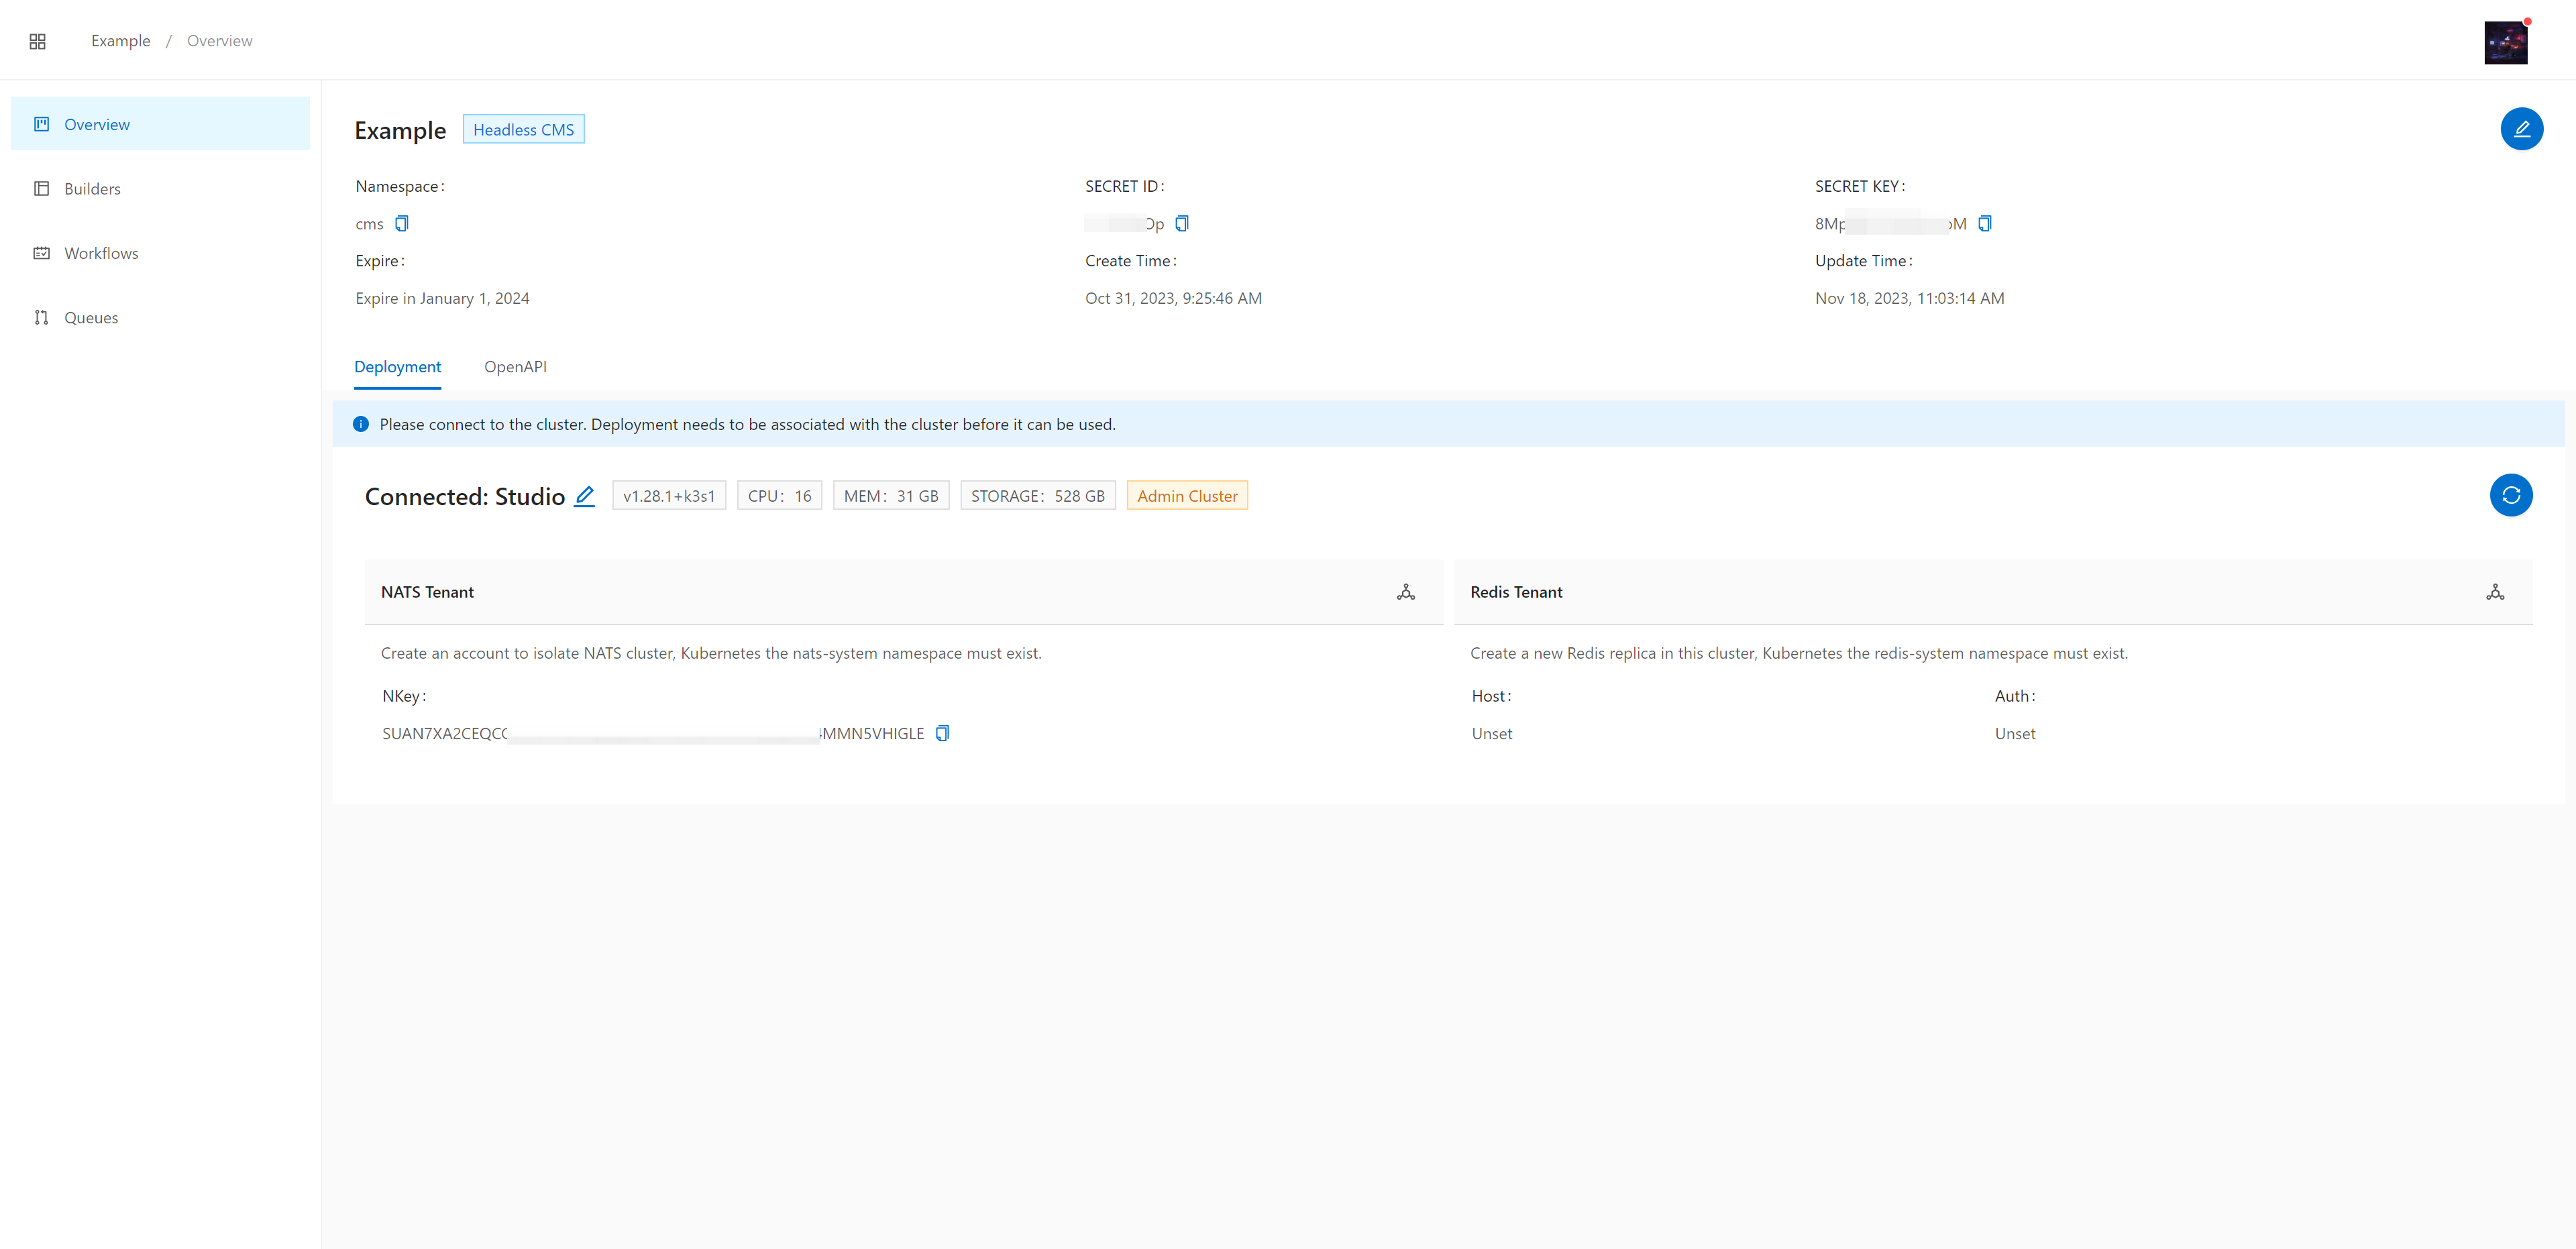 Example / Overview
Overview
Builders
Workflows
Queues
Example Headless CMS
Namespace:
cms
SECRET ID:
SECRET KEY:
8Mp
Expire:
Expire in January 1, 2024
Create Time:
Oct 31, 2023, 9:25:46 AM
Update Time:
Nov 18, 2023, 11:03:14 AM
Deployment OpenAPI
Please connect to the cluster. Deployment needs to be associated with the cluster before it can be used.
Connected: Studio v1.28.1+k3s1 CPU: 16 MEM: 31 GB STORAGE: 528 GB Admin Cluster
NATS Tenant
Create an account to isolate NATS cluster, Kubernetes the nats-system namespace must exist.
NKey:
SUAN7XA2CEQC MMN5VHIGLE
Redis Tenant
Create a new Redis replica in this cluster, Kubernetes the redis-system namespace must exist.
Host:
Unset
Auth:
Unset